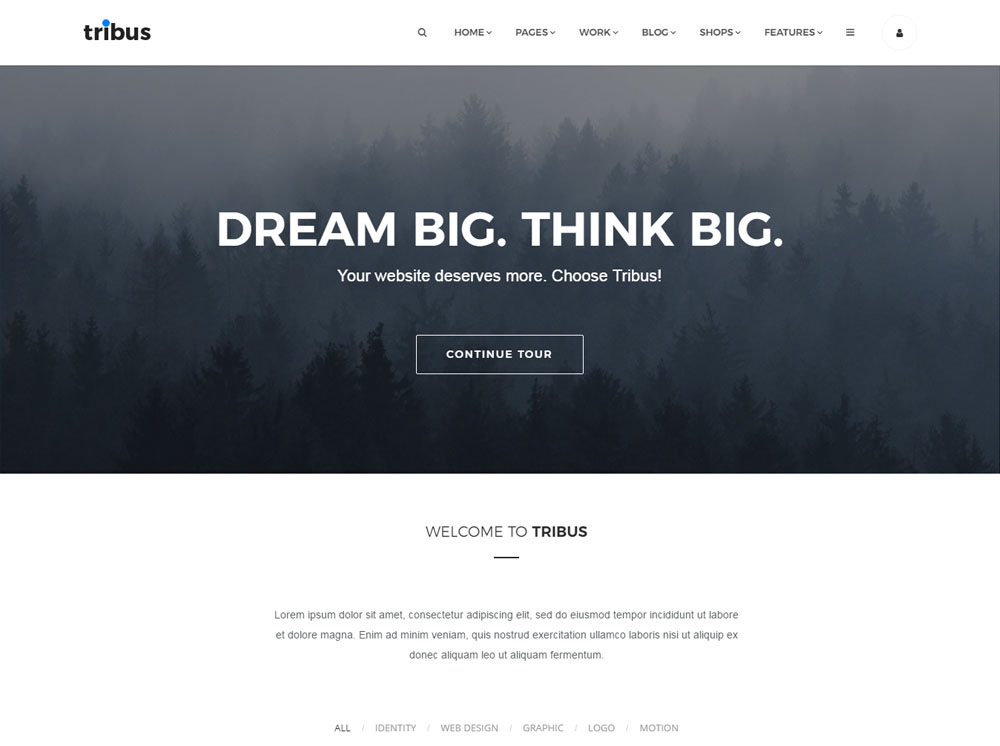 tribus
HOME PAGES WORK BLOG SHOPS FEATURES
DREAM BIG. THINK BIG.
Your website deserves more. Choose Tribus!
CONTINUE TOUR
WELCOME TO TRIBUS
Lorem ipsum dolor sit amet, consectetur adipiscing elit, sed do eiusmod tempor incididunt ut labore
et dolore magna. Enim ad minim veniam, quis nostrud exercitation ullamco laboris nisi ut aliquip ex
donec aliquam leo ut aliquam fermentum.
ALL / IDENTITY / WEB DESIGN / GRAPHIC / LOGO / MOTION